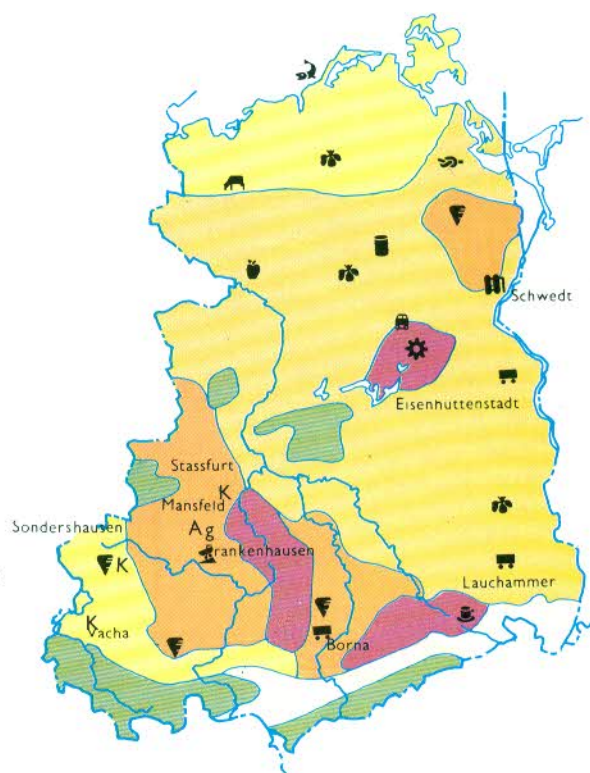 Schwedt
Eisenhuttenstadt
Stassfurt
K
Mansfeld
Ag
Sondershausen
Frankenhausen
K
Lauchammer
K
Vacha
Borna